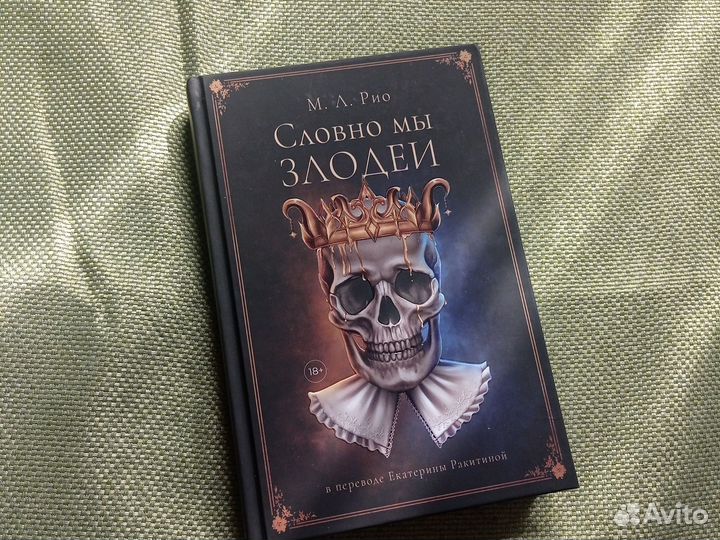 М. Л. Рио
Словно мы
ЗЛОДЕИ
18+
в переводе Екатерины Ракитиной
Avito